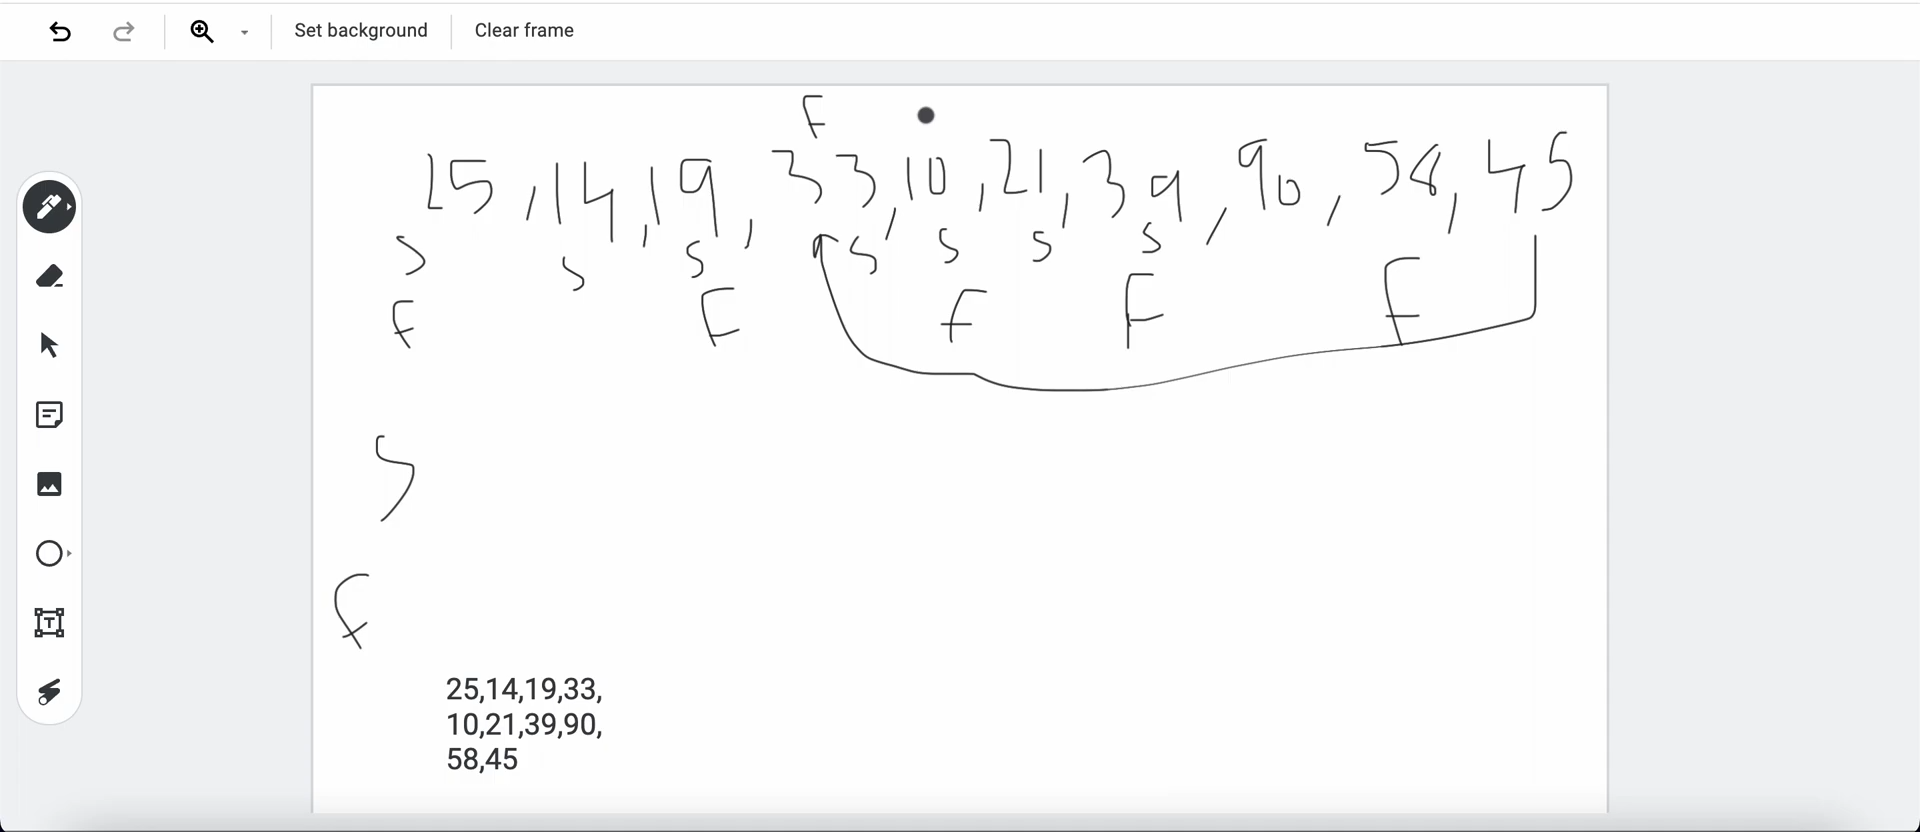 Set background Clear frame
F
25,14,19,33,10,21,39,90,58,45
S S S S S S S
F F F F F
S
F
25,14,19,33,
10,21,39,90,
58,45